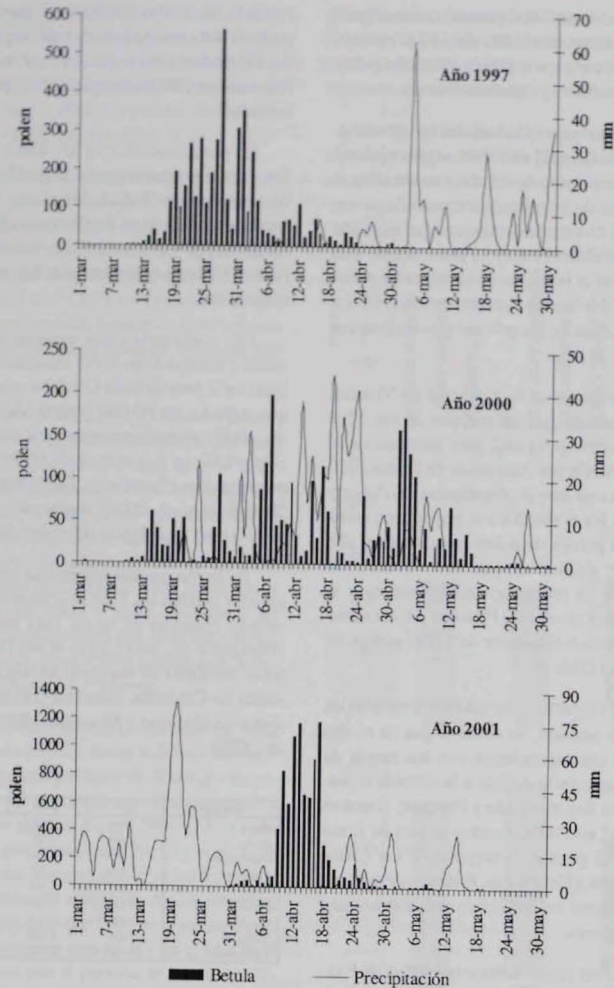 600
500
400
300
200
100
0
polen
Año 1997
70
60
50
40
30
20
10
0
mm
1-mar
7-mar
13-mar
19-mar
25-mar
31-mar
6-abr
12-abr
18-abr
24-abr
30-abr
6-may
12-may
18-may
24-may
30-may
250
200
150
100
50
0
polen
Año 2000
50
40
30
20
10
0
mm
1-mar
7-mar
13-mar
19-mar
25-mar
31-mar
6-abr
12-abr
18-abr
24-abr
30-abr
6-may
12-may
18-may
24-may
30-may
1400
1200
1000
800
600
400
200
0
polen
Año 2001
90
75
60
45
30
15
0
mm
1-mar
7-mar
13-mar
19-mar
25-mar
31-mar
6-abr
12-abr
18-abr
24-abr
30-abr
6-may
12-may
18-may
24-may
30-may
Betula
Precipitación